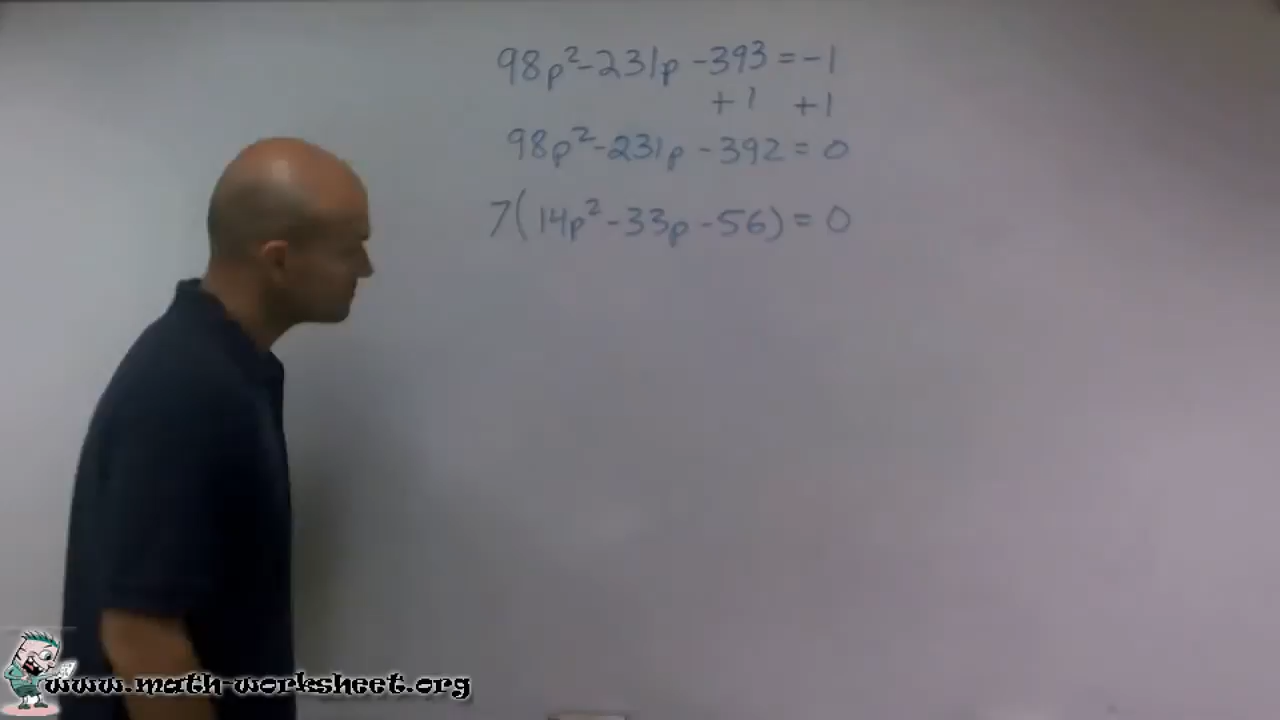 98p²-231p -393 = -1
+1 +1
98p²-231p -392 = 0
7(14p²-33p -56) = 0
www.math-worksheet.org